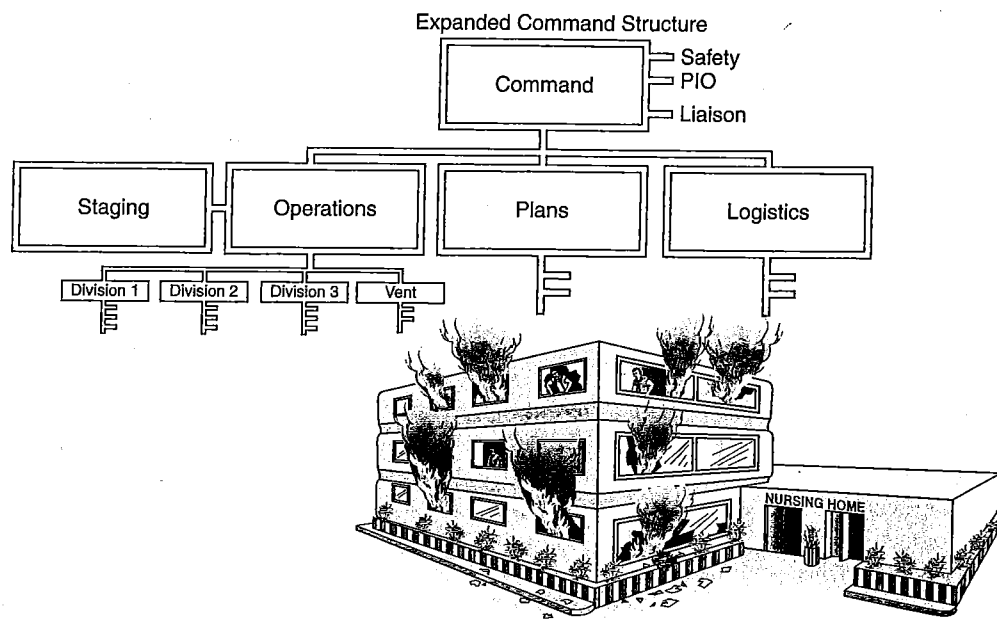 Expanded Command Structure
Command
Safety
PIO
Liaison
Staging
Operations
Plans
Logistics
Division 1
Division 2
Division 3
Vent
NURSING HOME